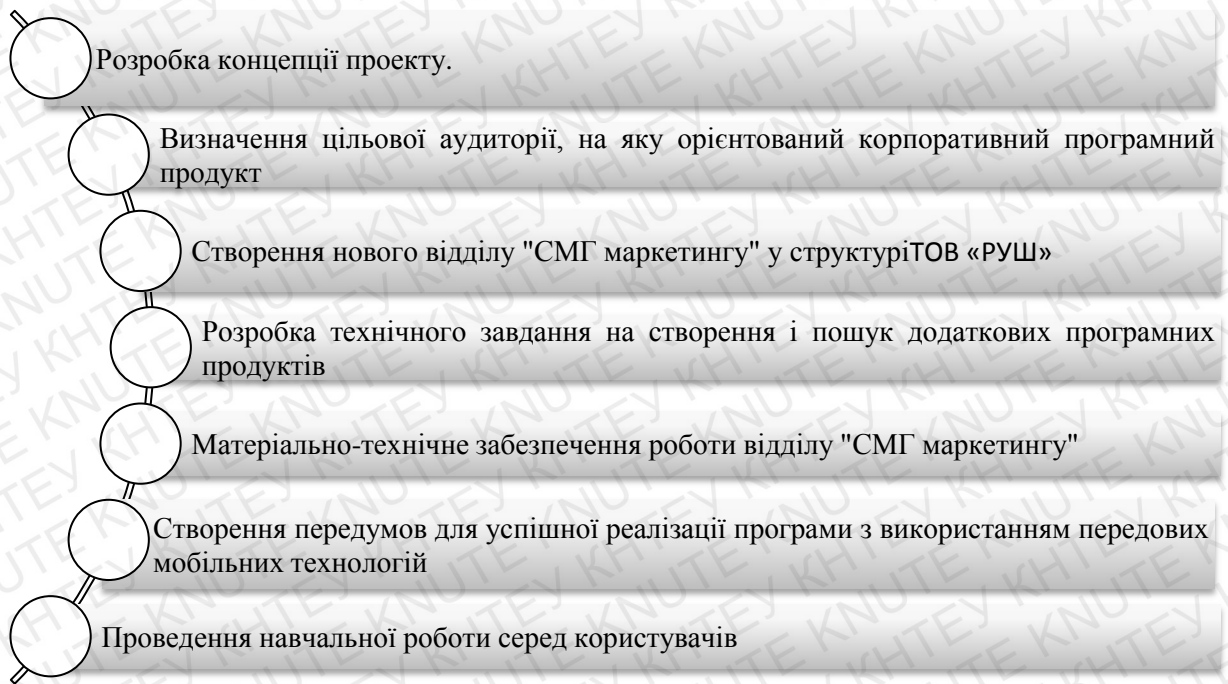 Розробка концепції проекту.
Визначення цільової аудиторії, на яку орієнтований корпоративний програмний
продукт
Створення нового відділу "СМГ маркетингу" у структуріТОВ «РУШ»
Розробка технічного завдання на створення і пошук додаткових програмних
продуктів
Матеріально-технічне забезпечення роботи відділу "СМГ маркетингу"
Створення передумов для успішної реалізації програми з використанням передових
мобільних технологій
Проведення навчальної роботи серед користувачів